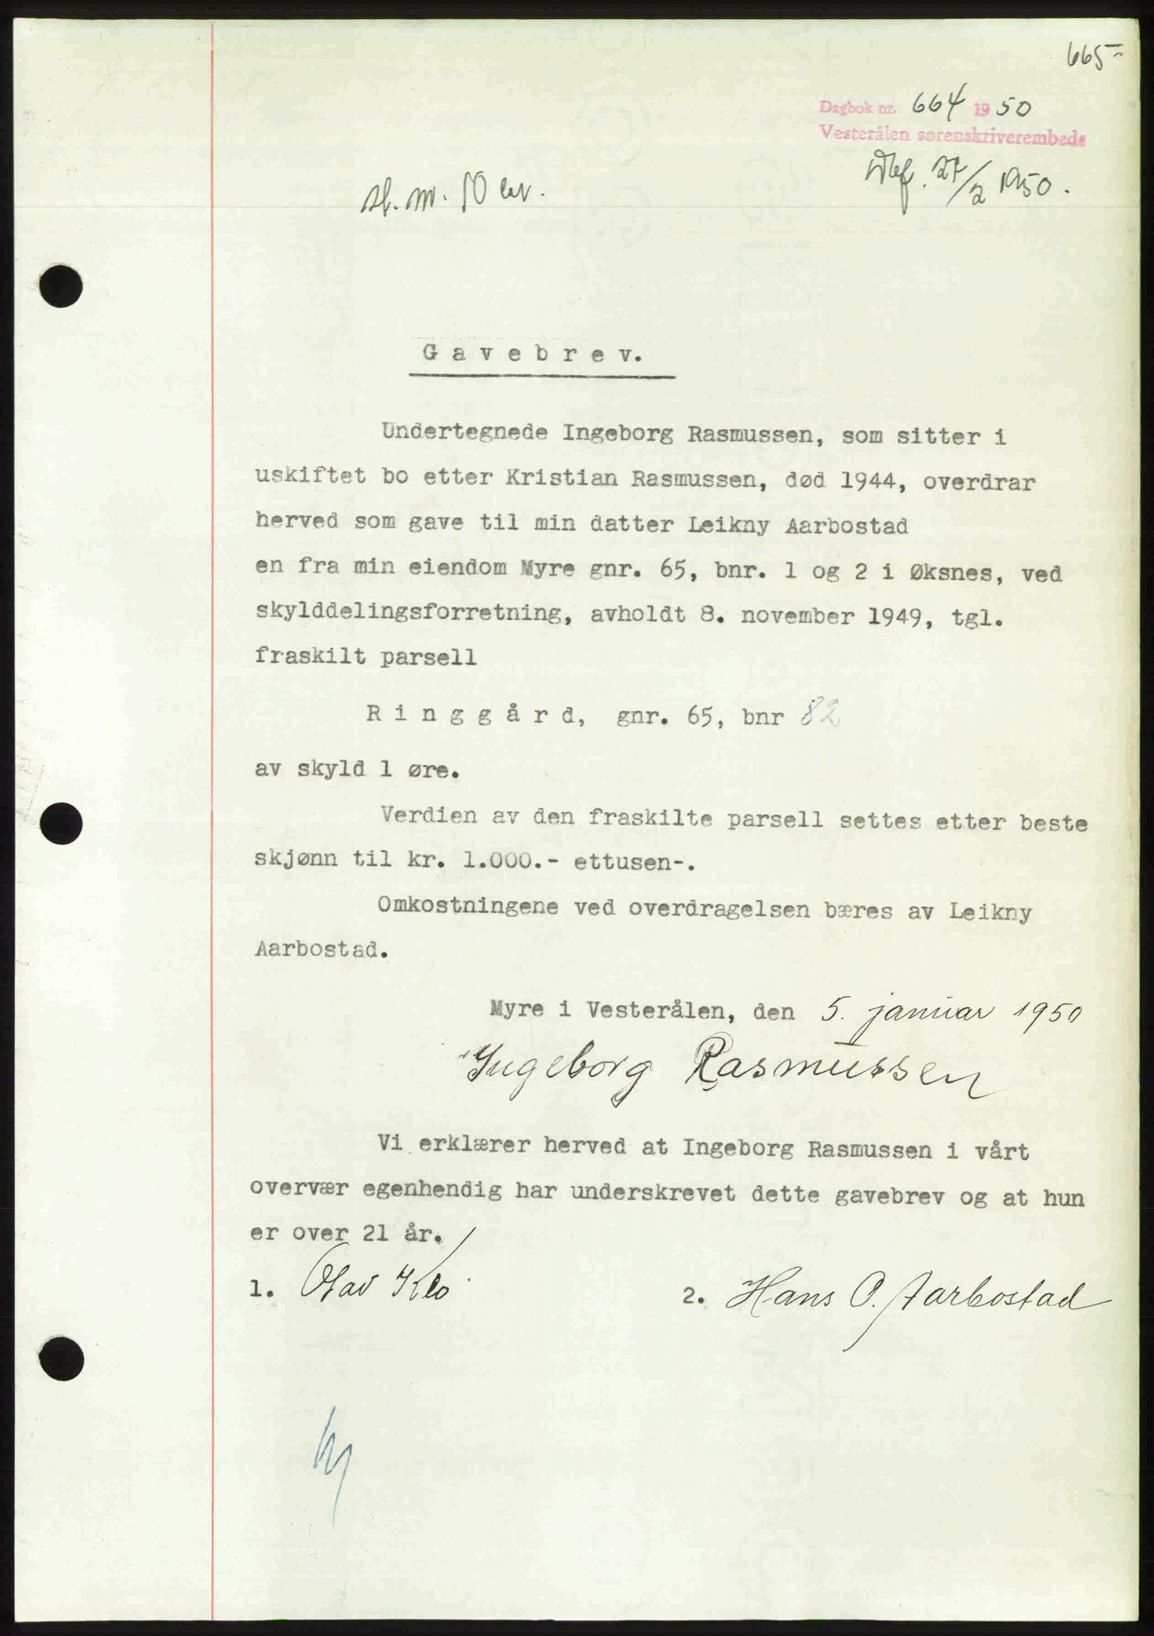 665
Dagbok nr. 664 1950
Vesterålen sorenskriverembede
27/2 1950.
st. m. 10 kr.
Gavebrev.
Undertegnede Ingeborg Rasmussen, som sitter i
uskiftet bo etter Kristian Rasmussen, død 1944, overdrar
herved som gave til min datter Leikny Aarbostad
en fra min eiendom Myre gnr. 65, bnr. 1 og 2 i Øksnes, ved
skylddelingsforretning, avholdt 8. november 1949, tgl.
fraskilt parsell
Ringgård, gnr. 65, bnr 82
av skyld 1 øre.
Verdien av den fraskilte parsell settes etter beste
skjønn til kr. 1.000.- ettusen-.
Omkostningene ved overdragelsen bæres av Leikny
Aarbostad.
Myre i Vesterålen, den 5. januar 1950
Ingeborg Rasmussen
Vi erklærer herved at Ingeborg Rasmussen i vårt
overvær egenhendig har underskrevet dette gavebrev og at hun
er over 21 år.
1. Olav Klo 2. Hans O. Aarbostad